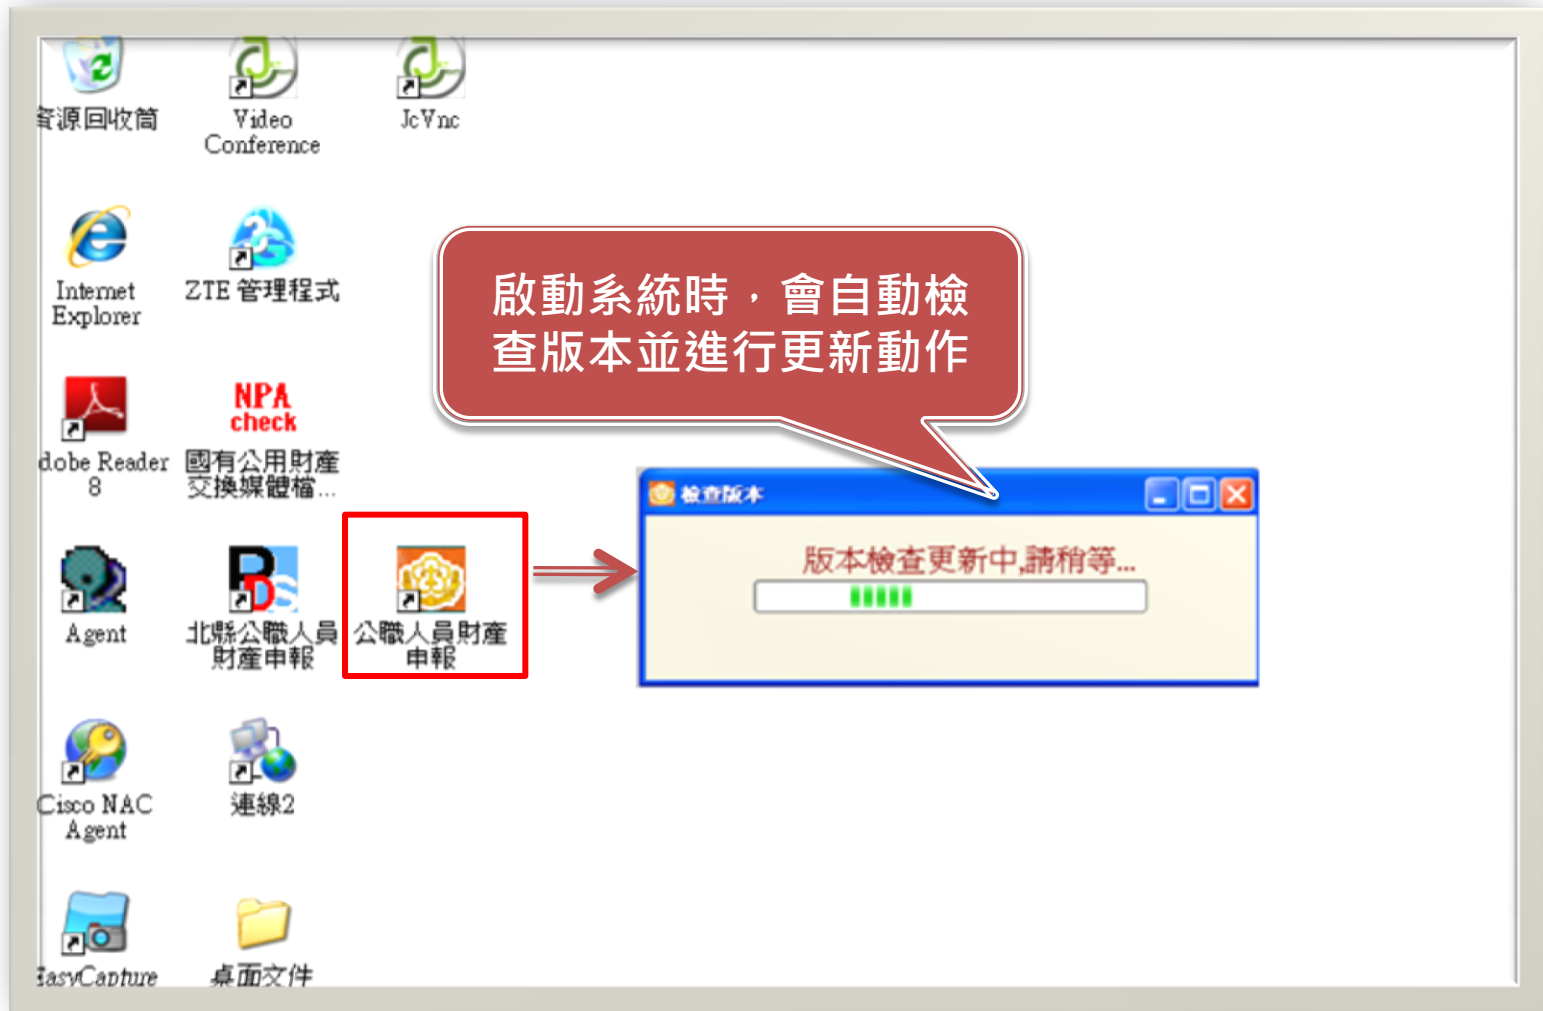 資源回收筒
Video
Conference
JcVnc
Internet
Explorer
ZTE 管理程式
啟動系統時，會自動檢
查版本並進行更新動作
NPA
check
dobe Reader
8
國有公用財產
交換媒體檔...
檢查版本
版本檢查更新中,請稍等...
Agent
北縣公職人員
財產申報
公職人員財產
申報
Cisco NAC
Agent
連線2
EasyCapture
桌面文件